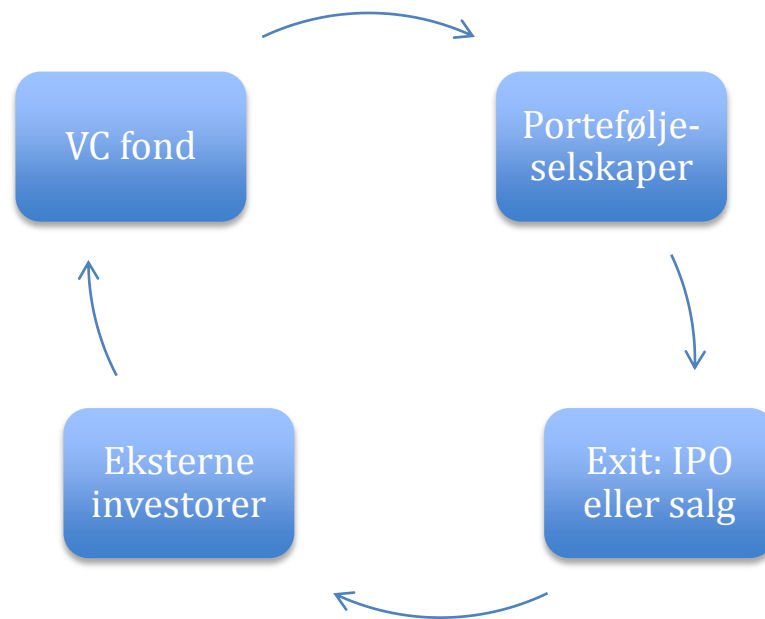 VC fond
Portefølje-
selskaper
Eksterne
investorer
Exit: IPO
eller salg